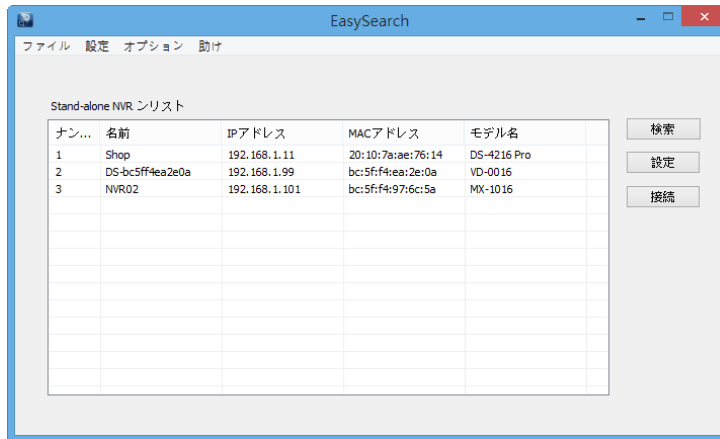 EasySearch
ファイル 設定 オプション 助け
Stand-alone NVR ンリスト
ナン... 名前 IPアドレス MACアドレス モデル名
1 Shop 192.168.1.11 20:10:7a:ae:76:14 DS-4216 Pro
2 DS-bc5ff4ea2e0a 192.168.1.99 bc:5f:f4:ea:2e:0a VD-0016
3 NVR02 192.168.1.101 bc:5f:f4:97:6c:5a MX-1016
検索
設定
接続